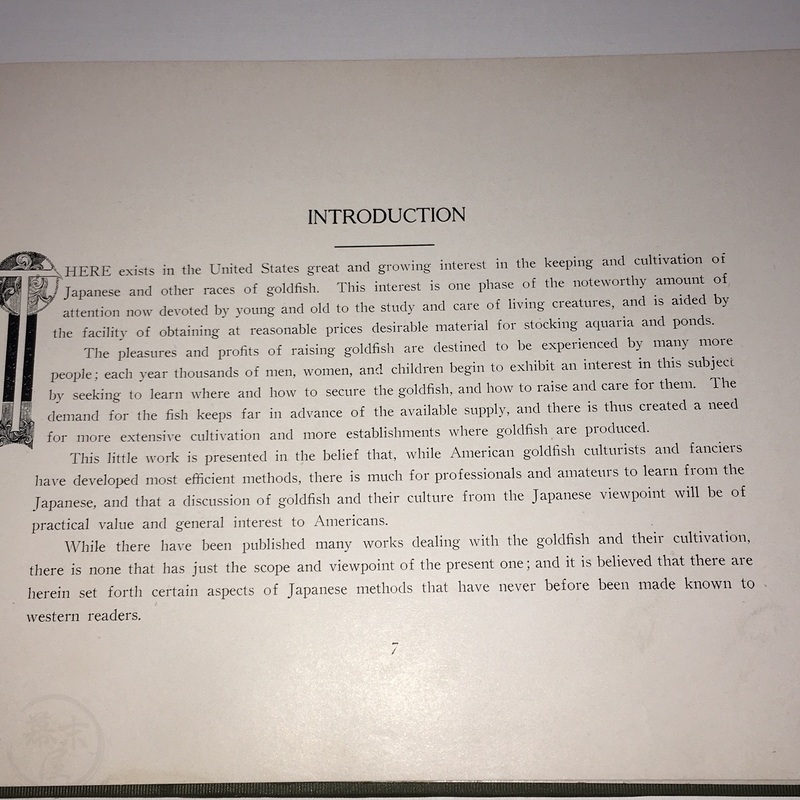 INTRODUCTION
THERE exists in the United States great and growing interest in the keeping and cultivation of
Japanese and other races of goldfish. This interest is one phase of the noteworthy amount of
attention now devoted by young and old to the study and care of living creatures, and is aided by
the facility of obtaining at reasonable prices desirable material for stocking aquaria and ponds.
The pleasures and profits of raising goldfish are destined to be experienced by many more
people; each year thousands of men, women, and children begin to exhibit an interest in this subject
by seeking to learn where and how to secure the goldfish, and how to raise and care for them. The
demand for the fish keeps far in advance of the available supply, and there is thus created a need
for more extensive cultivation and more establishments where goldfish are produced.
This little work is presented in the belief that, while American goldfish culturists and fanciers
have developed most efficient methods, there is much for professionals and amateurs to learn from the
Japanese, and that a discussion of goldfish and their culture from the Japanese viewpoint will be of
practical value and general interest to Americans.
While there have been published many works dealing with the goldfish and their cultivation,
there is none that has just the scope and viewpoint of the present one; and it is believed that there are
herein set forth certain aspects of Japanese methods that have never before been made known to
western readers.
7
幕末
屋